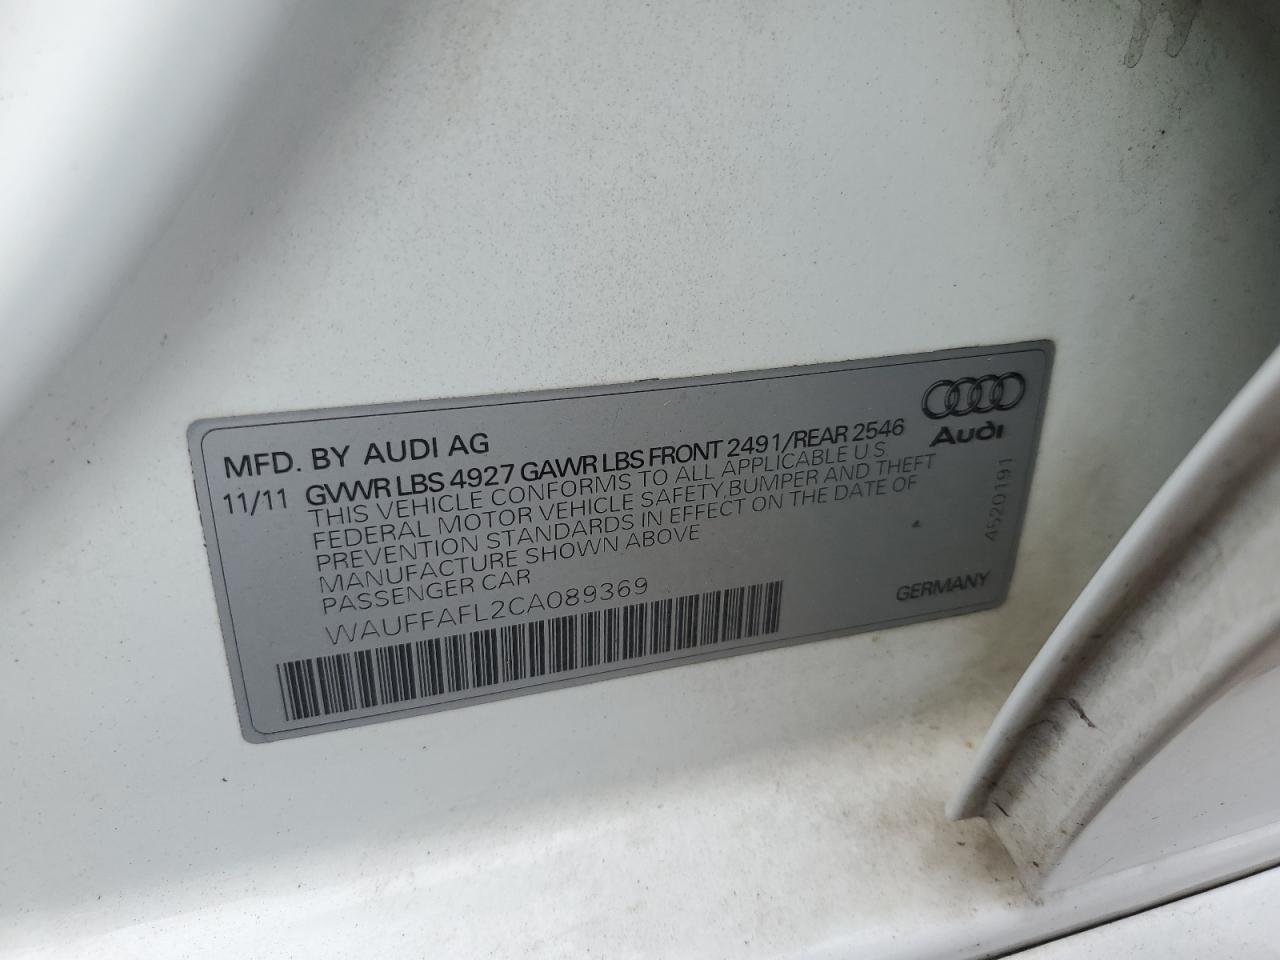 MFD. BY AUDI AG
11/11 GVWR LBS 4927 GAWR LBS FRONT 2491/REAR 2546
THIS VEHICLE CONFORMS TO ALL APPLICABLE U.S.
FEDERAL MOTOR VEHICLE SAFETY,BUMPER AND THEFT
PREVENTION STANDARDS IN EFFECT ON THE DATE OF
MANUFACTURE SHOWN ABOVE
PASSENGER CAR
WAUFFAFL2CA089369
Audi
4520191
GERMANY